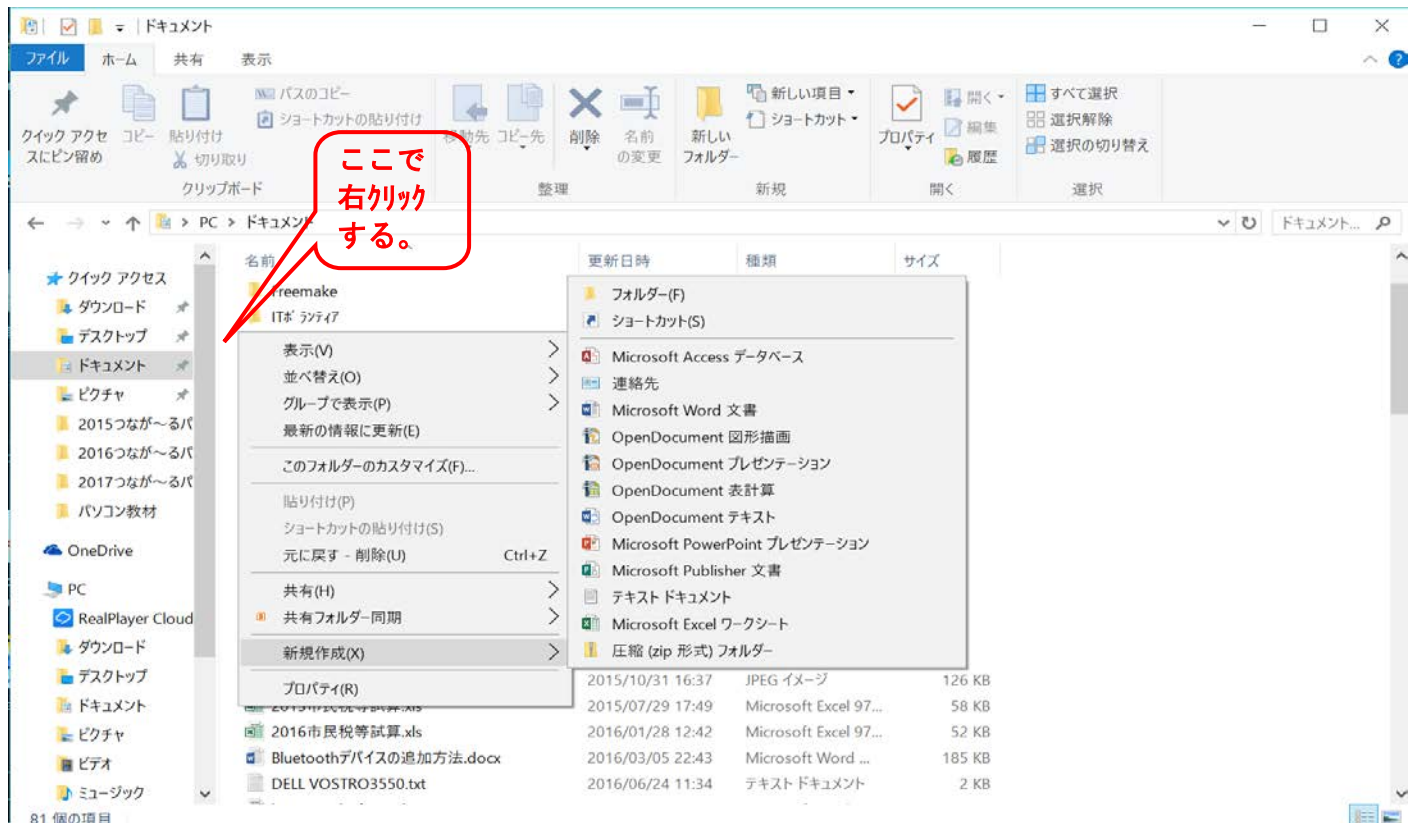 ドキュメント
ファイル ホーム 共有 表示
クイック アクセスにピン留め
コピー
貼り付け
パスのコピー
ショートカットの貼り付け
切り取り
クリップボード
コピー先
削除
名前の変更
整理
新しいフォルダー
新しい項目
ショートカット
新規
プロパティ
開く
編集
履歴
開く
すべて選択
選択解除
選択の切り替え
選択
ここで
右ｸﾘｯｸ
する。
PC > ドキュメント
ドキュメント...
クイック アクセス
ダウンロード
デスクトップ
ドキュメント
ピクチャ
2015つなが～るパ
2016つなが～るパ
2017つなが～るパ
パソコン教材
OneDrive
PC
RealPlayer Cloud
ダウンロード
デスクトップ
ドキュメント
ピクチャ
ビデオ
ミュージック
名前 更新日時 種類 サイズ
Freemake
ITﾎﾞﾗﾝﾃｨｱ
表示(V)
並べ替え(O)
グループで表示(P)
最新の情報に更新(E)
このフォルダーのカスタマイズ(F)...
貼り付け(P)
ショートカットの貼り付け(S)
元に戻す - 削除(U) Ctrl+Z
共有(H)
共有フォルダー同期
新規作成(X)
プロパティ(R)
フォルダー(F)
ショートカット(S)
Microsoft Access データベース
連絡先
Microsoft Word 文書
OpenDocument 図形描画
OpenDocument プレゼンテーション
OpenDocument 表計算
OpenDocument テキスト
Microsoft PowerPoint プレゼンテーション
Microsoft Publisher 文書
テキスト ドキュメント
Microsoft Excel ワークシート
圧縮 (zip 形式) フォルダー
2015/10/31 16:37 JPEG イメージ 126 KB
2015市民税等試算.xls 2015/07/29 17:49 Microsoft Excel 97... 58 KB
2016市民税等試算.xls 2016/01/28 12:42 Microsoft Excel 97... 52 KB
Bluetoothデバイスの追加方法.docx 2016/03/05 22:43 Microsoft Word ... 185 KB
DELL VOSTRO3550.txt 2016/06/24 11:34 テキスト ドキュメント 2 KB
81 個の項目